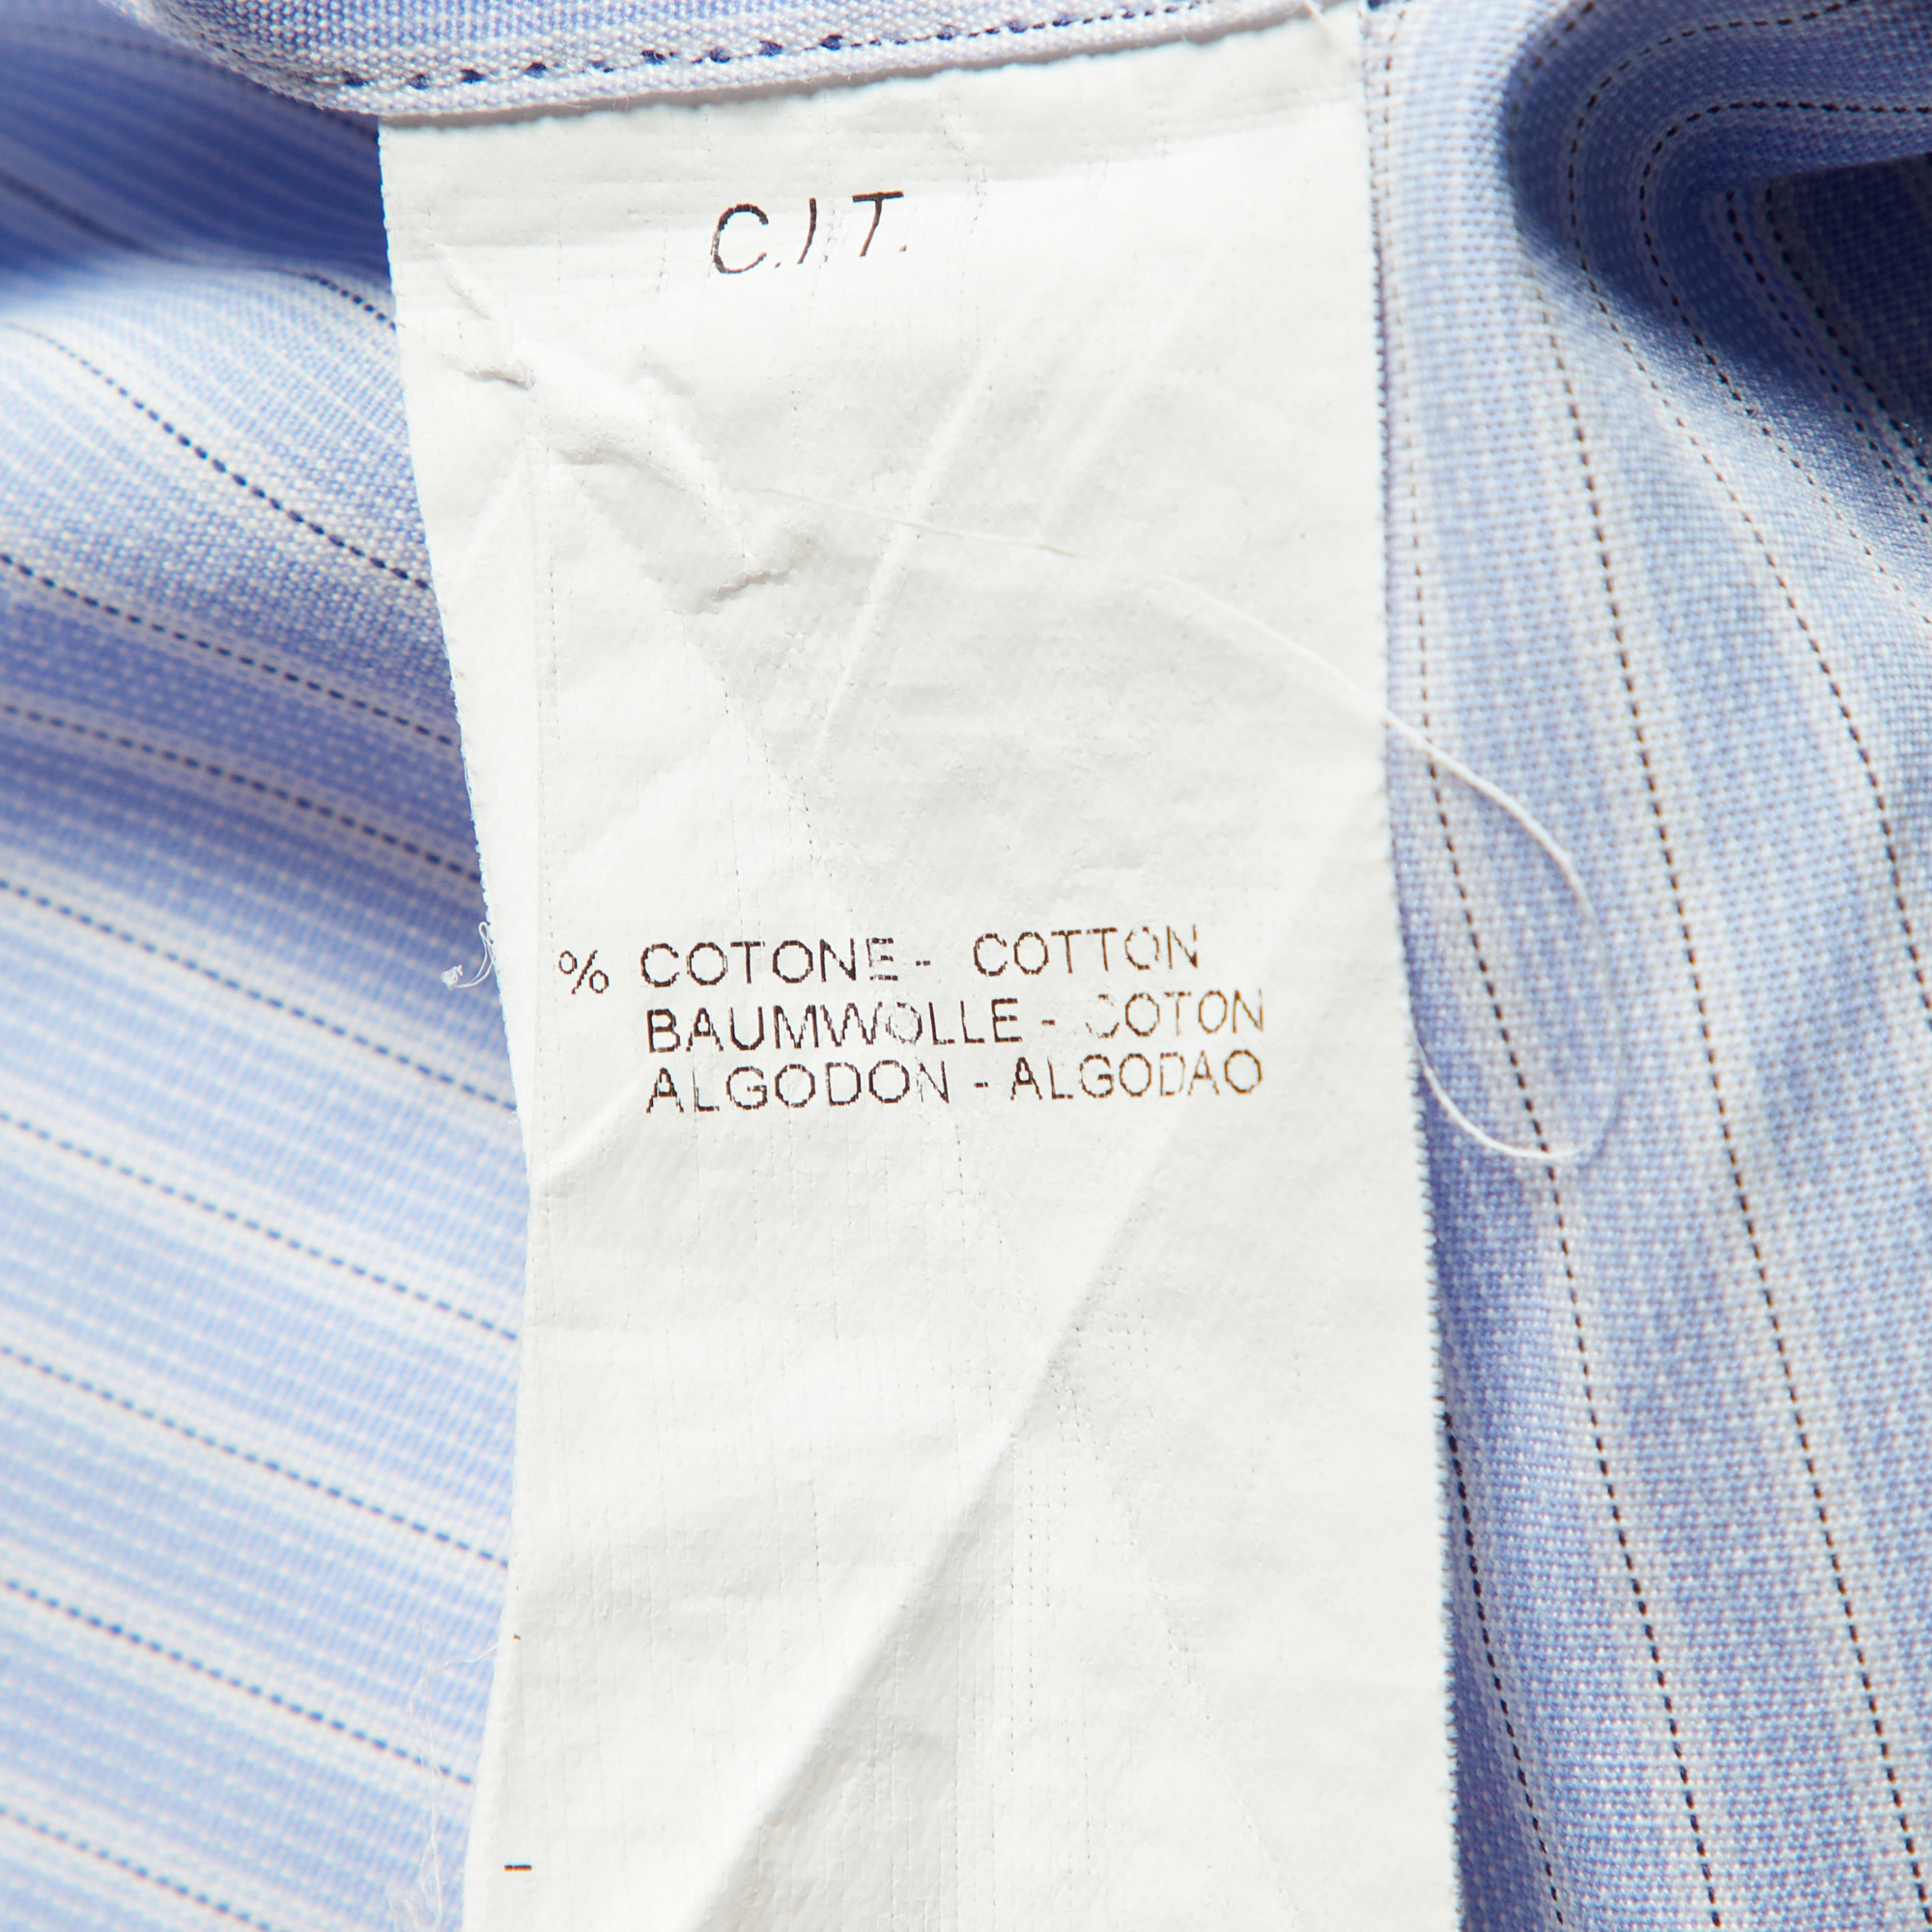 C.I.T.
% COTONE - COTTON
BAUMWOLLE - COTON
ALGODON - ALGODAO